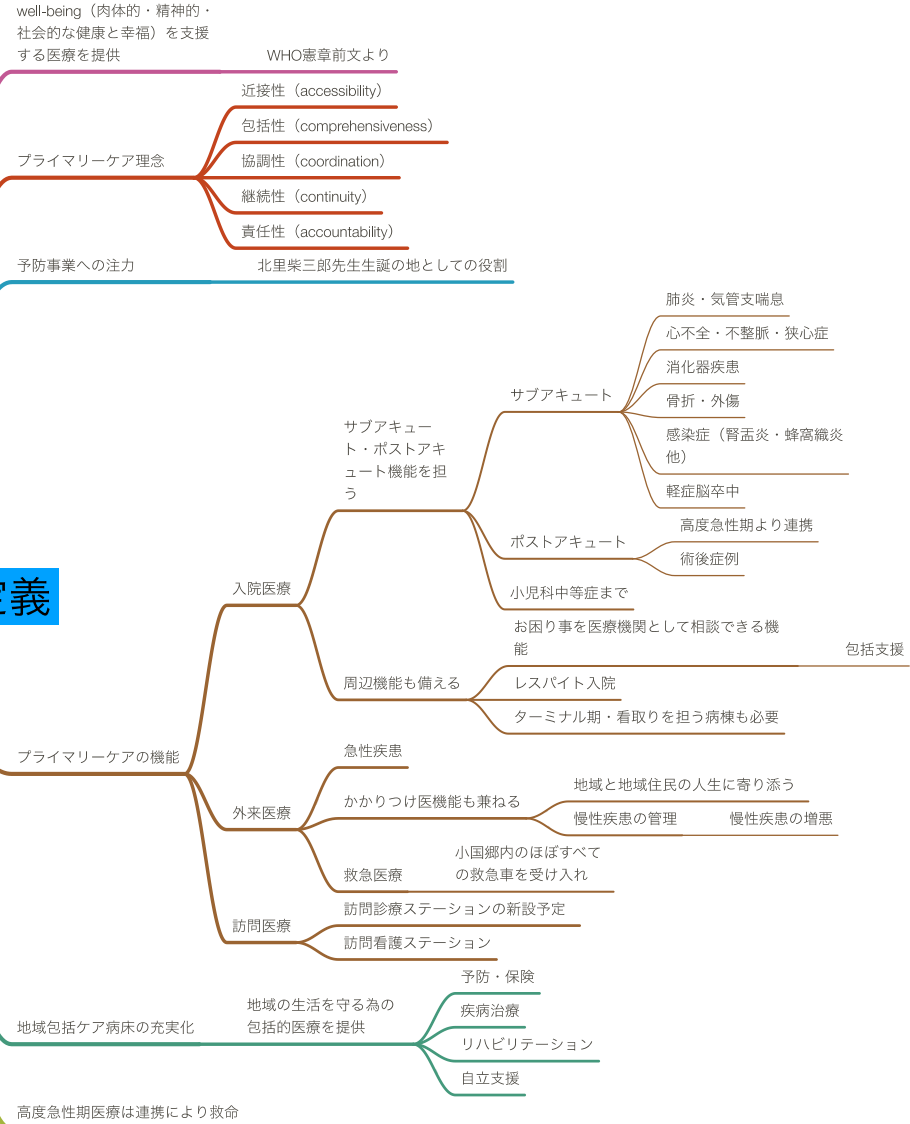 well-being（肉体的・精神的・
社会的な健康と幸福）を支援
する医療を提供
WHO憲章前文より
プライマリーケア理念
近接性（accessibility）
包括性（comprehensiveness）
協調性（coordination）
継続性（continuity）
責任性（accountability）
予防事業への注力
北里柴三郎先生生誕の地としての役割
定義
プライマリーケアの機能
入院医療
サブアキュー
ト・ポストアキ
ュート機能を担
う
サブアキュート
肺炎・気管支喘息
心不全・不整脈・狭心症
消化器疾患
骨折・外傷
感染症（腎盂炎・蜂窩織炎
他）
軽症脳卒中
ポストアキュート
高度急性期より連携
術後症例
小児科中等症まで
周辺機能も備える
お困り事を医療機関として相談できる機
能
包括支援
レスパイト入院
ターミナル期・看取りを担う病棟も必要
外来医療
急性疾患
かかりつけ医機能も兼ねる
地域と地域住民の人生に寄り添う
慢性疾患の管理
慢性疾患の増悪
救急医療
小国郷内のほぼすべて
の救急車を受け入れ
訪問医療
訪問診療ステーションの新設予定
訪問看護ステーション
地域包括ケア病床の充実化
地域の生活を守る為の
包括的医療を提供
予防・保険
疾病治療
リハビリテーション
自立支援
高度急性期医療は連携により救命